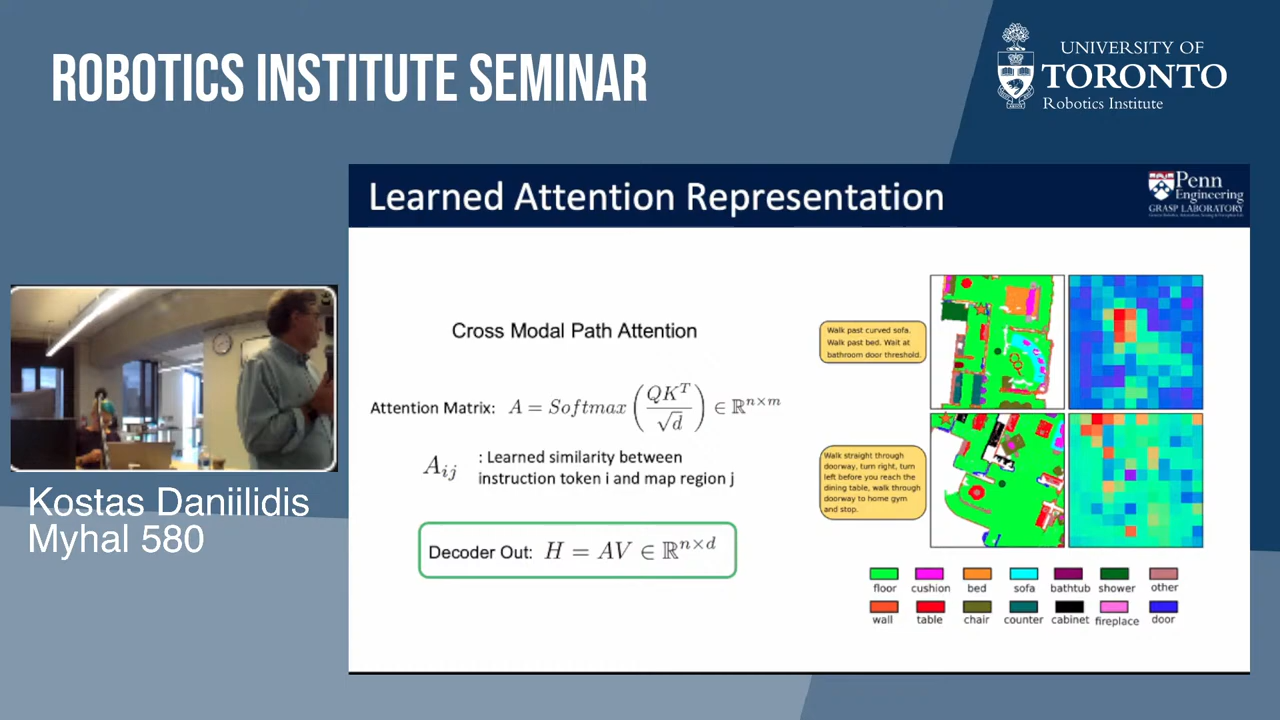 ROBOTICS INSTITUTE SEMINAR
UNIVERSITY OF
TORONTO
Robotics Institute
Learned Attention Representation
Penn
Engineering
GRASP LABORATORY
Cross Modal Path Attention
Attention Matrix: A = Softmax (QK^T / √d) ∈ ℝ^{n×m}
A_{ij} : Learned similarity between
instruction token i and map region j
Decoder Out: H = AV ∈ ℝ^{n×d}
Walk past curved sofa.
Walk past bed. Wait at
bathroom door threshold.
Walk straight through
doorway, turn right, turn
left before you reach the
dining table, walk through
doorway to home gym
and stop.
floor cushion bed sofa bathtub shower other
wall table chair counter cabinet fireplace door
Kostas Daniilidis
Myhal 580